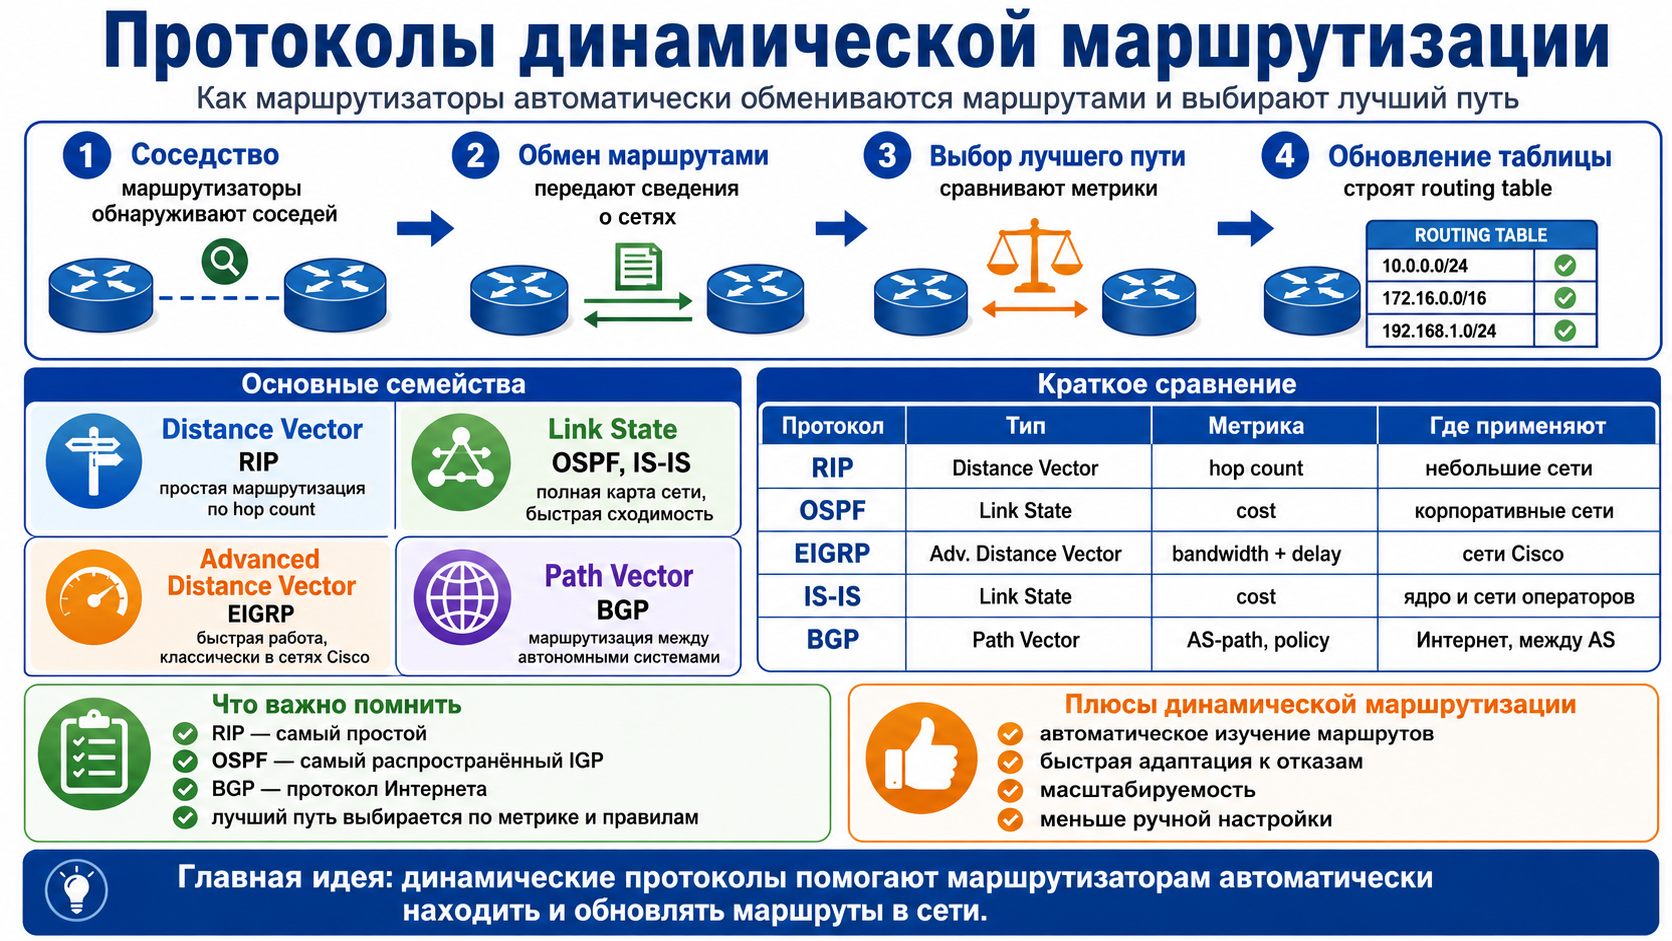 Протоколы динамической маршрутизации
Как маршрутизаторы автоматически обмениваются маршрутами и выбирают лучший путь
1 Соседство
маршрутизаторы
обнаруживают соседей
2 Обмен маршрутами
передают сведения
о сетях
3 Выбор лучшего пути
сравнивают метрики
4 Обновление таблицы
строят routing table
ROUTING TABLE
10.0.0.0/24
172.16.0.0/16
192.168.1.0/24
Основные семейства
Distance Vector
RIP
простая маршрутизация
по hop count
Link State
OSPF, IS-IS
полная карта сети,
быстрая сходимость
Advanced
Distance Vector
EIGRP
быстрая работа,
классически в сетях Cisco
Path Vector
BGP
маршрутизация между
автономными системами
Краткое сравнение
Протокол Тип Метрика Где применяют
RIP Distance Vector hop count небольшие сети
OSPF Link State cost корпоративные сети
EIGRP Adv. Distance Vector bandwidth + delay сети Cisco
IS-IS Link State cost ядро и сети операторов
BGP Path Vector AS-path, policy Интернет, между AS
Что важно помнить
RIP — самый простой
OSPF — самый распространённый IGP
BGP — протокол Интернета
лучший путь выбирается по метрике и правилам
Плюсы динамической маршрутизации
автоматическое изучение маршрутов
быстрая адаптация к отказам
масштабируемость
меньше ручной настройки
Главная идея: динамические протоколы помогают маршрутизаторам автоматически
находить и обновлять маршруты в сети.